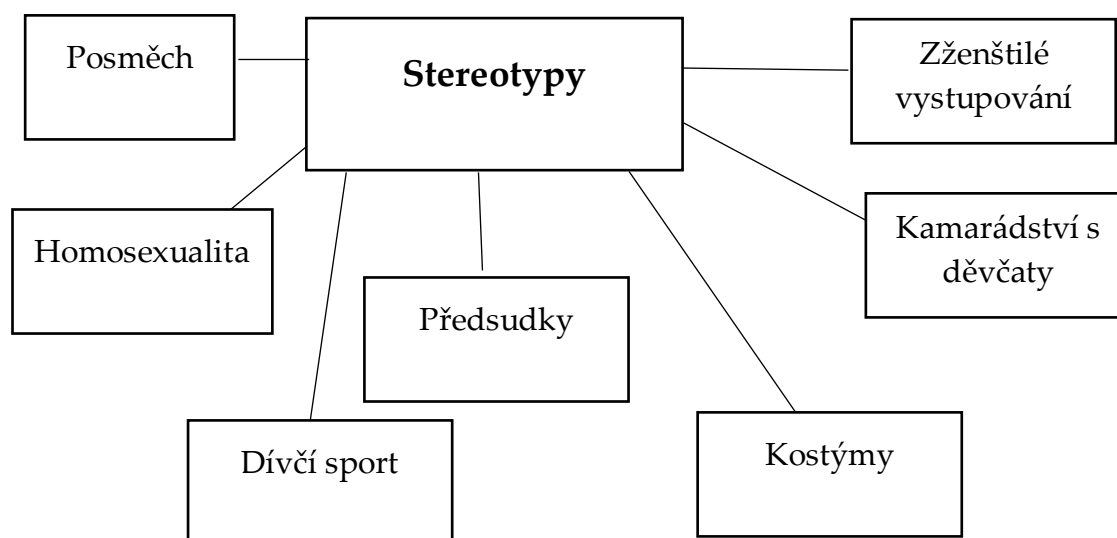 Posměch
Stereotypy
Zženštilé
vystupování
Homosexualita
Kamarádství s
děvčaty
Předsudky
Dívčí sport
Kostýmy